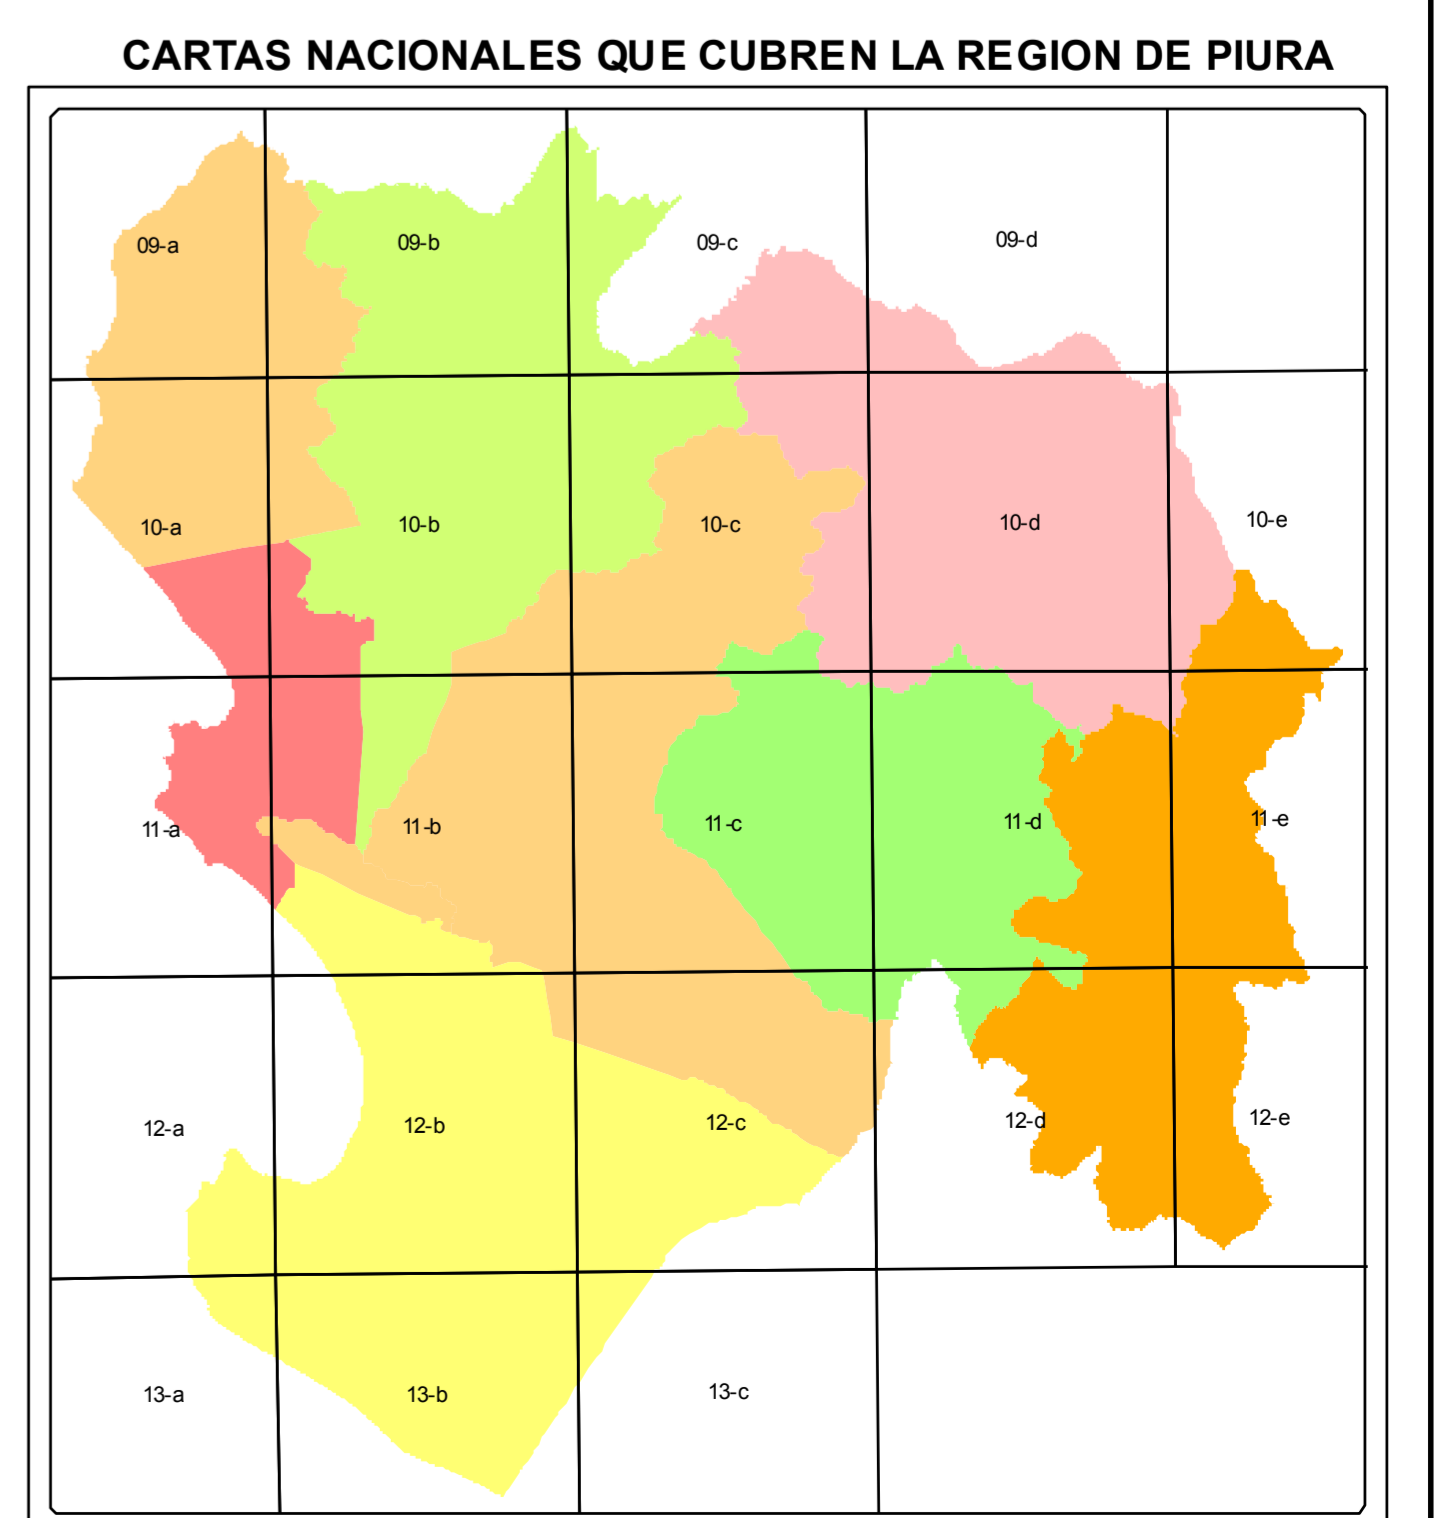 CARTAS NACIONALES QUE CUBREN LA REGION DE PIURA
09-a
09-b
09-c
09-d
10-a
10-b
10-c
10-d
10-e
11-a
11-b
11-c
11-d
11-e
12-a
12-b
12-c
12-d
12-e
13-a
13-b
13-c